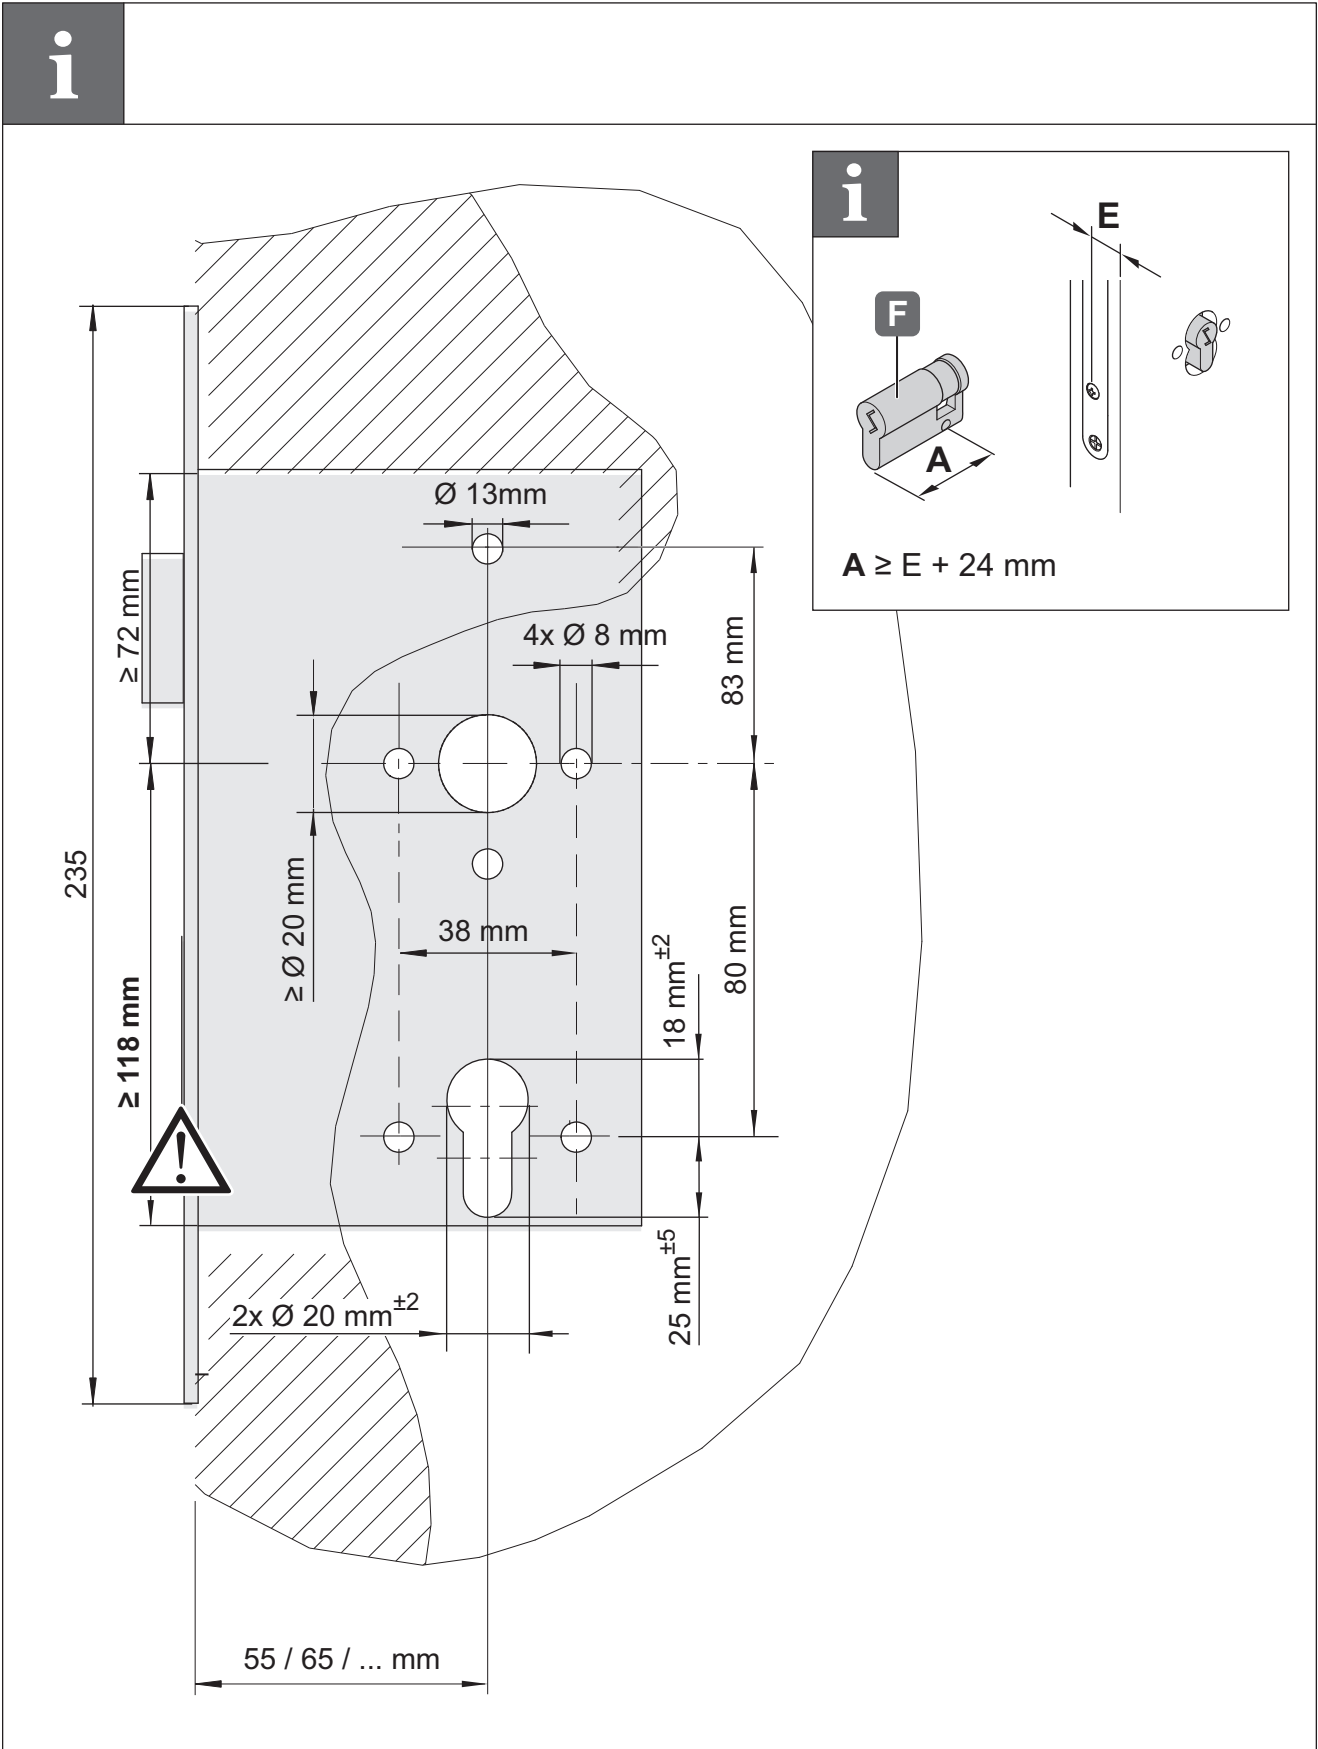 i
i
E
F
A
A ≥ E + 24 mm
Ø 13mm
≥ 72 mm
4x Ø 8 mm
83 mm
235
≥ Ø 20 mm
38 mm
80 mm
18 mm±2
≥ 118 mm
!
25 mm±5
2x Ø 20 mm±2
55 / 65 / ... mm